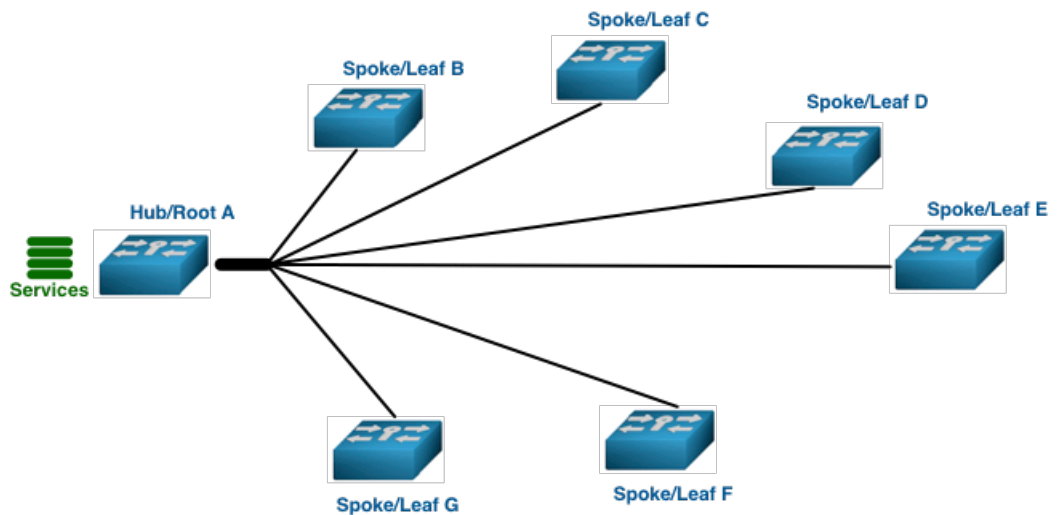 Spoke/Leaf C
Spoke/Leaf B
Spoke/Leaf D
Hub/Root A
Spoke/Leaf E
Services
Spoke/Leaf F
Spoke/Leaf G